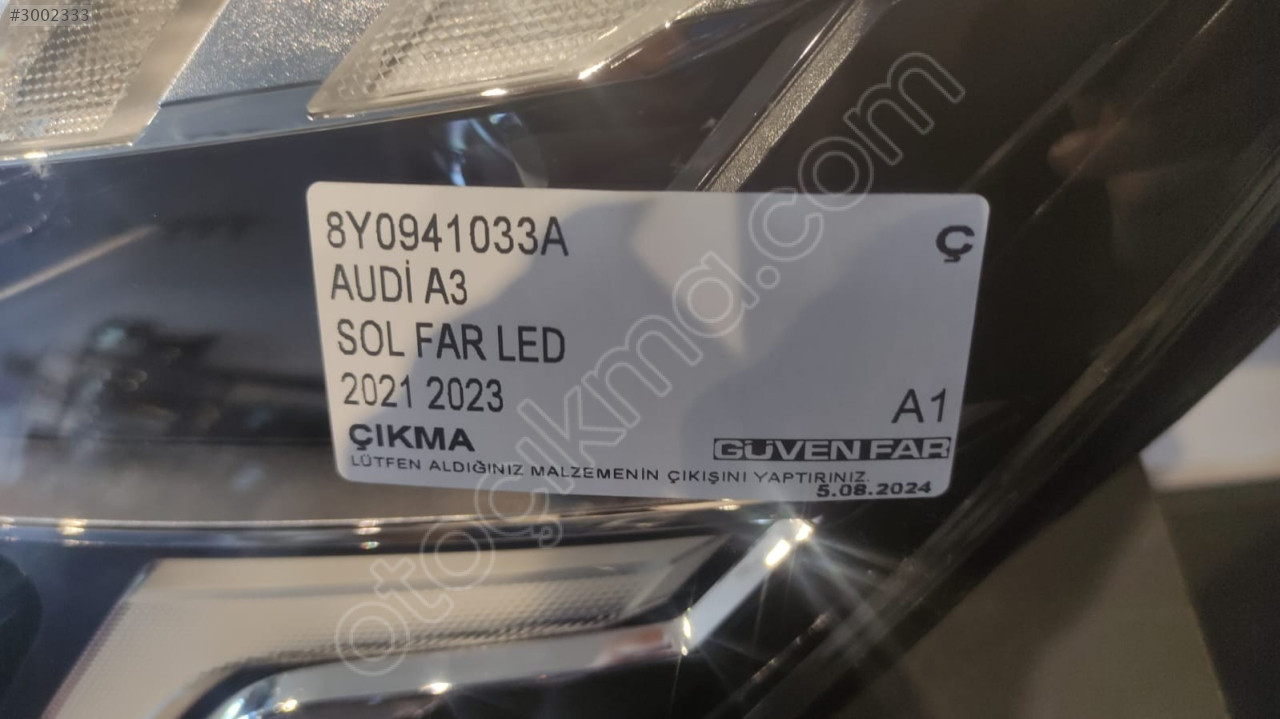 #3002333
8Y0941033A
Ç
AUDİ A3
SOL FAR LED
2021 2023
A1
ÇIKMA
GÜVEN FAR
LÜTFEN ALDIĞINIZ MALZEMENİN ÇIKIŞINI YAPTIRINIZ.
5.08.2024
otoçıkma.com